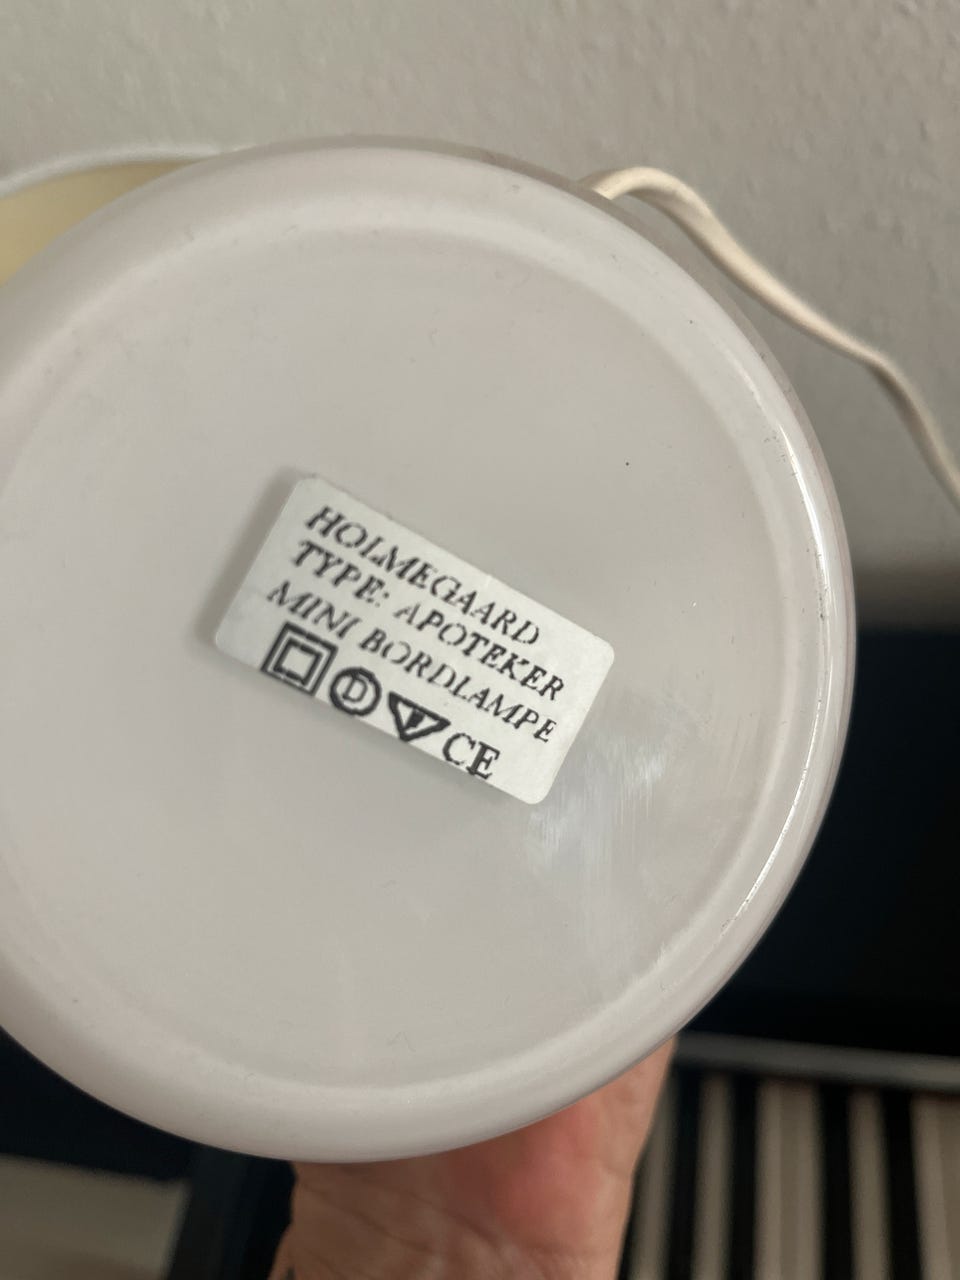 HOLMEGAARD
TYPE: APOTEKER
MINI BORDLAMPE
D F CE